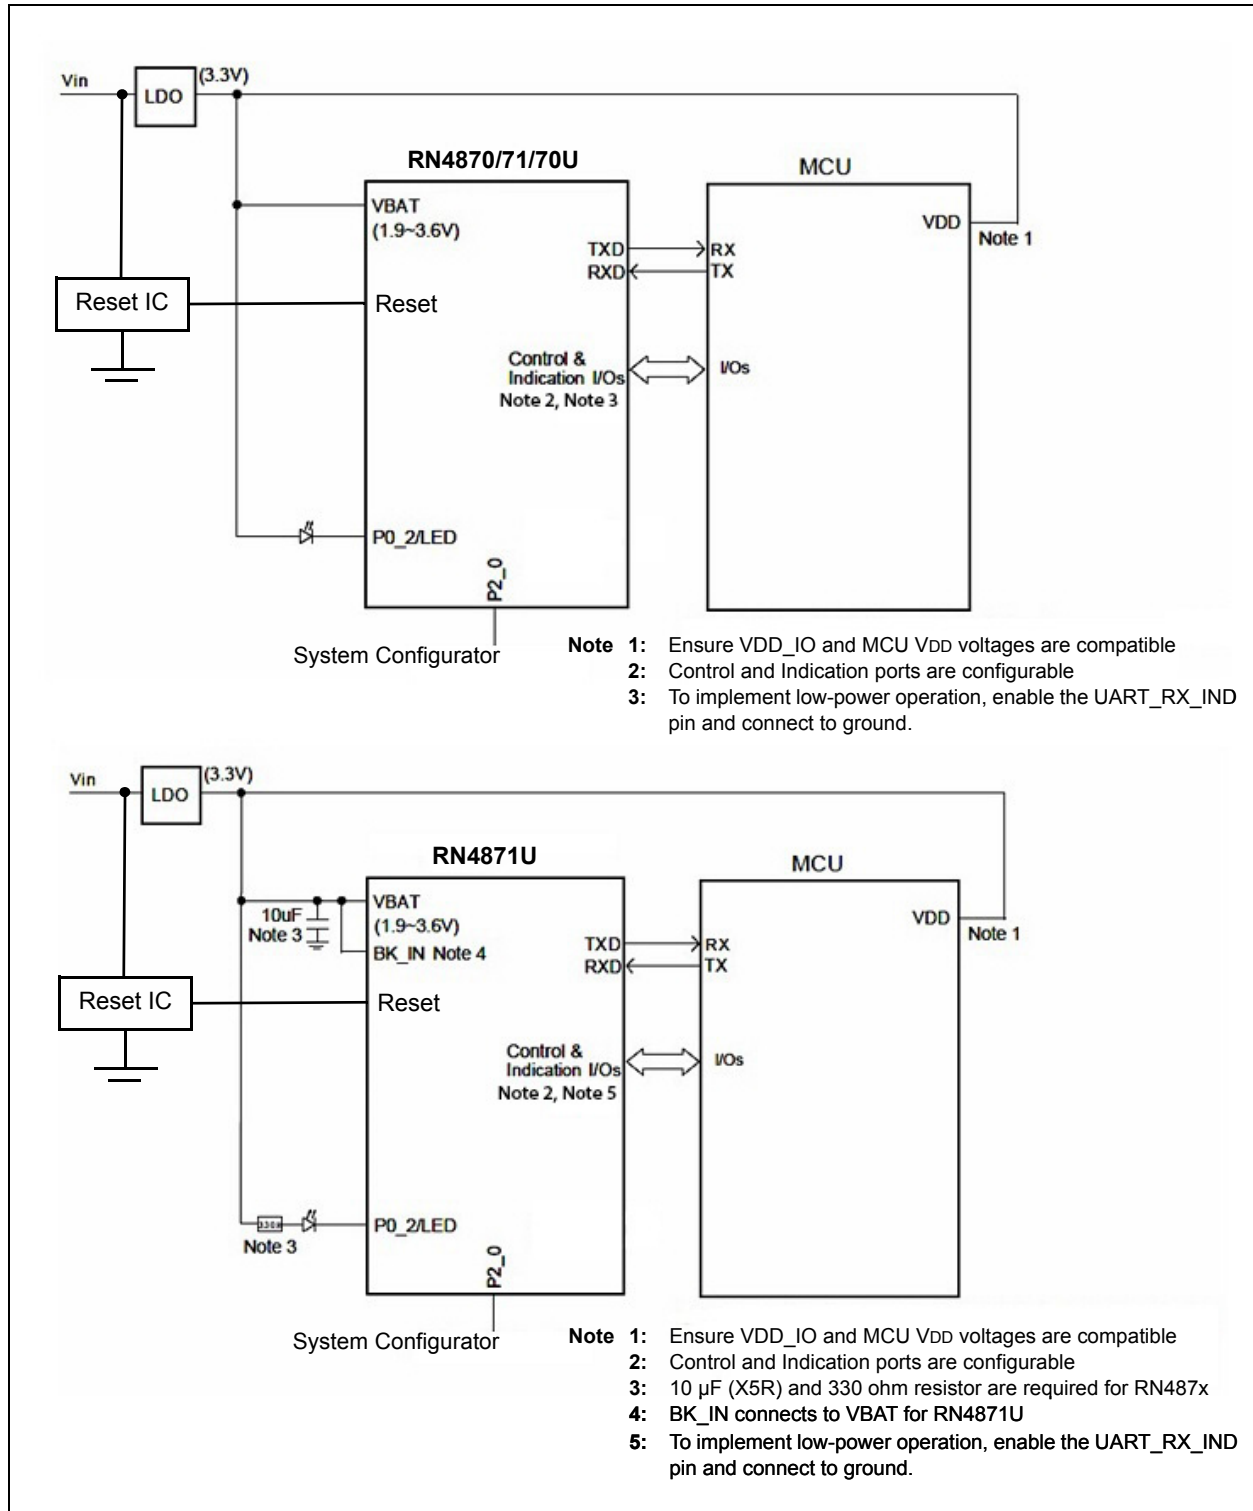 Vin
LDO
(3.3V)
RN4870/71/70U
MCU
VBAT
(1.9~3.6V)
VDD
Note 1
TXD
RX
RXD
TX
Reset IC
Reset
Control &
Indication I/Os
Note 2, Note 3
I/Os
P0_2/LED
P2_0
System Configurator
Note 1: Ensure VDD_IO and MCU VDD voltages are compatible
2: Control and Indication ports are configurable
3: To implement low-power operation, enable the UART_RX_IND
pin and connect to ground.
Vin
LDO
(3.3V)
RN4871U
MCU
VBAT
10uF
(1.9~3.6V)
Note 3
BK_IN Note 4
VDD
Note 1
TXD
RX
RXD
TX
Reset IC
Reset
Control &
Indication I/Os
Note 2, Note 5
I/Os
P0_2/LED
Note 3
P2_0
System Configurator
Note 1: Ensure VDD_IO and MCU VDD voltages are compatible
2: Control and Indication ports are configurable
3: 10 µF (X5R) and 330 ohm resistor are required for RN487x
4: BK_IN connects to VBAT for RN4871U
5: To implement low-power operation, enable the UART_RX_IND
pin and connect to ground.